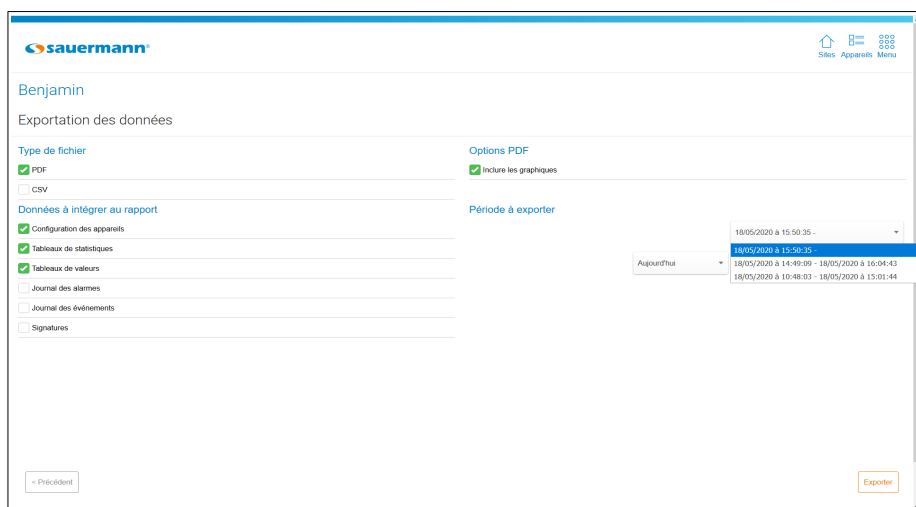 sauermann
Sites Appareils Menu
Benjamin
Exportation des données
Type de fichier
PDF
CSV
Données à intégrer au rapport
Configuration des appareils
Tableaux de statistiques
Tableaux de valeurs
Journal des alarmes
Journal des événements
Signatures
Options PDF
Inclure les graphiques
Période à exporter
18/05/2020 à 15:50:35 -
Aujourd'hui
18/05/2020 à 15:50:35 -
18/05/2020 à 14:49:09 - 18/05/2020 à 16:04:43
18/05/2020 à 10:48:03 - 18/05/2020 à 15:01:44
< Précédent
Exporter